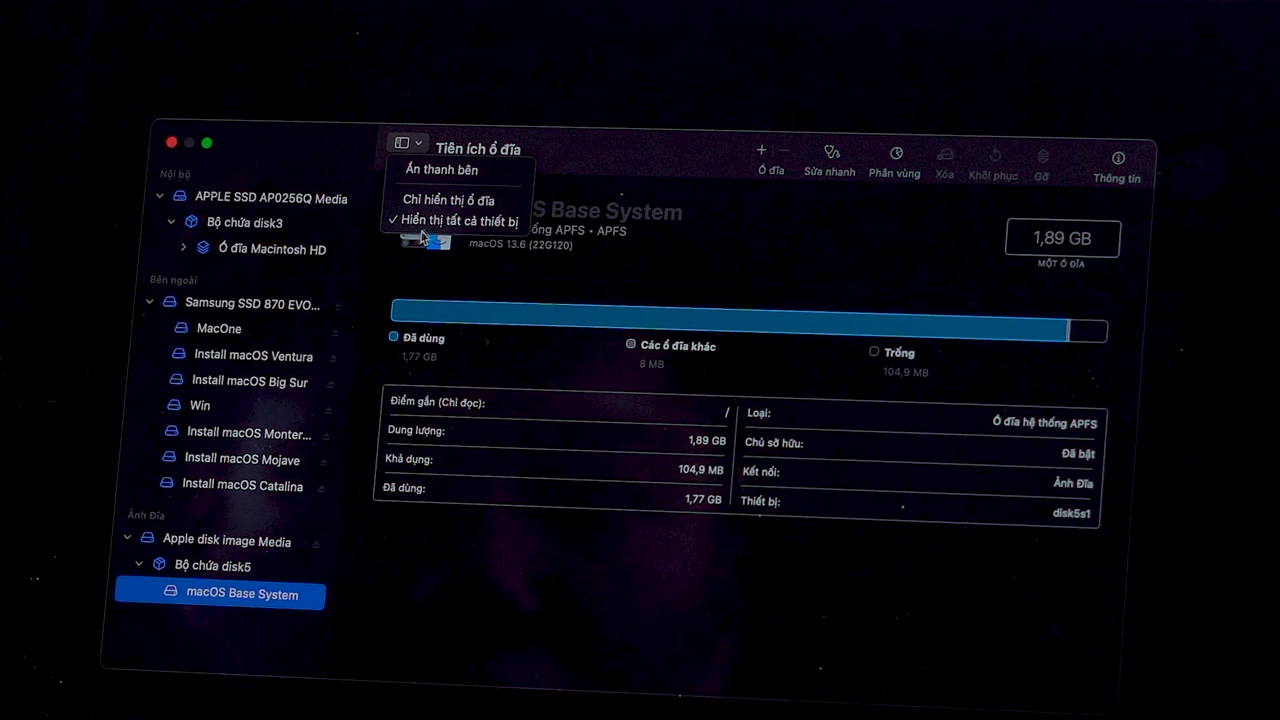 Tiện ích ổ đĩa
Ẩn thanh bên
Chỉ hiển thị ổ đĩa
✓ Hiển thị tất cả thiết bị
+ −
Ổ đĩa
Sửa nhanh
Phân vùng
Xóa
Khôi phục
Gỡ
Thông tin
Nội bộ
APPLE SSD AP0256Q Media
Bộ chứa disk3
Ổ đĩa Macintosh HD
Bên ngoài
Samsung SSD 870 EVO...
MacOne
Install macOS Ventura
Install macOS Big Sur
Win
Install macOS Monter...
Install macOS Mojave
Install macOS Catalina
Ảnh Đĩa
Apple disk image Media
Bộ chứa disk5
macOS Base System
S Base System
ống APFS • APFS
macOS 13.6 (22G120)
1,89 GB
MỘT Ổ ĐĨA
Đã dùng
1,77 GB
Các ổ đĩa khác
8 MB
Trống
104,9 MB
Điểm gắn (Chỉ đọc): /
Dung lượng: 1,89 GB
Khả dụng: 104,9 MB
Đã dùng: 1,77 GB
Loại: Ổ đĩa hệ thống APFS
Chủ sở hữu: Đã bật
Kết nối: Ảnh Đĩa
Thiết bị: disk5s1